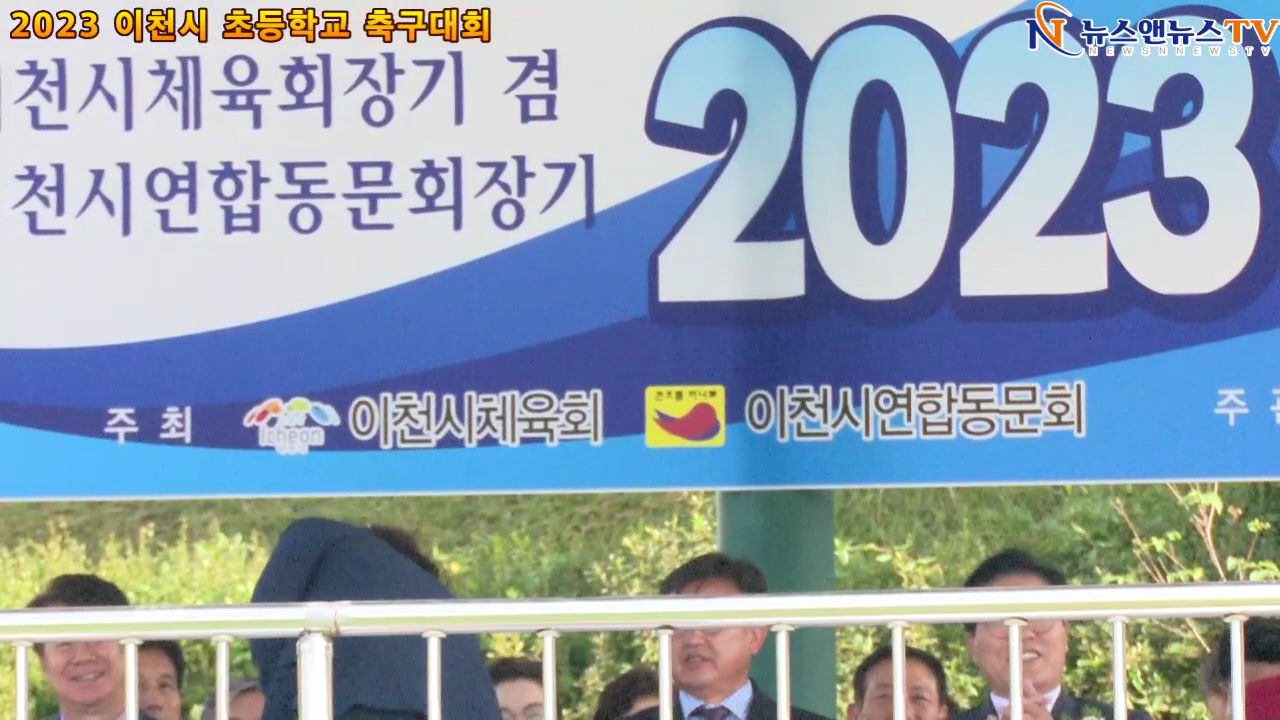 2023 이천시 초등학교 축구대회
뉴스앤뉴스TV
NEWSNNEWSTV
천시체육회장기 겸
천시연합동문회장기
2023
주 최
Icheon
이천시체육회
이천시연합동문회
주